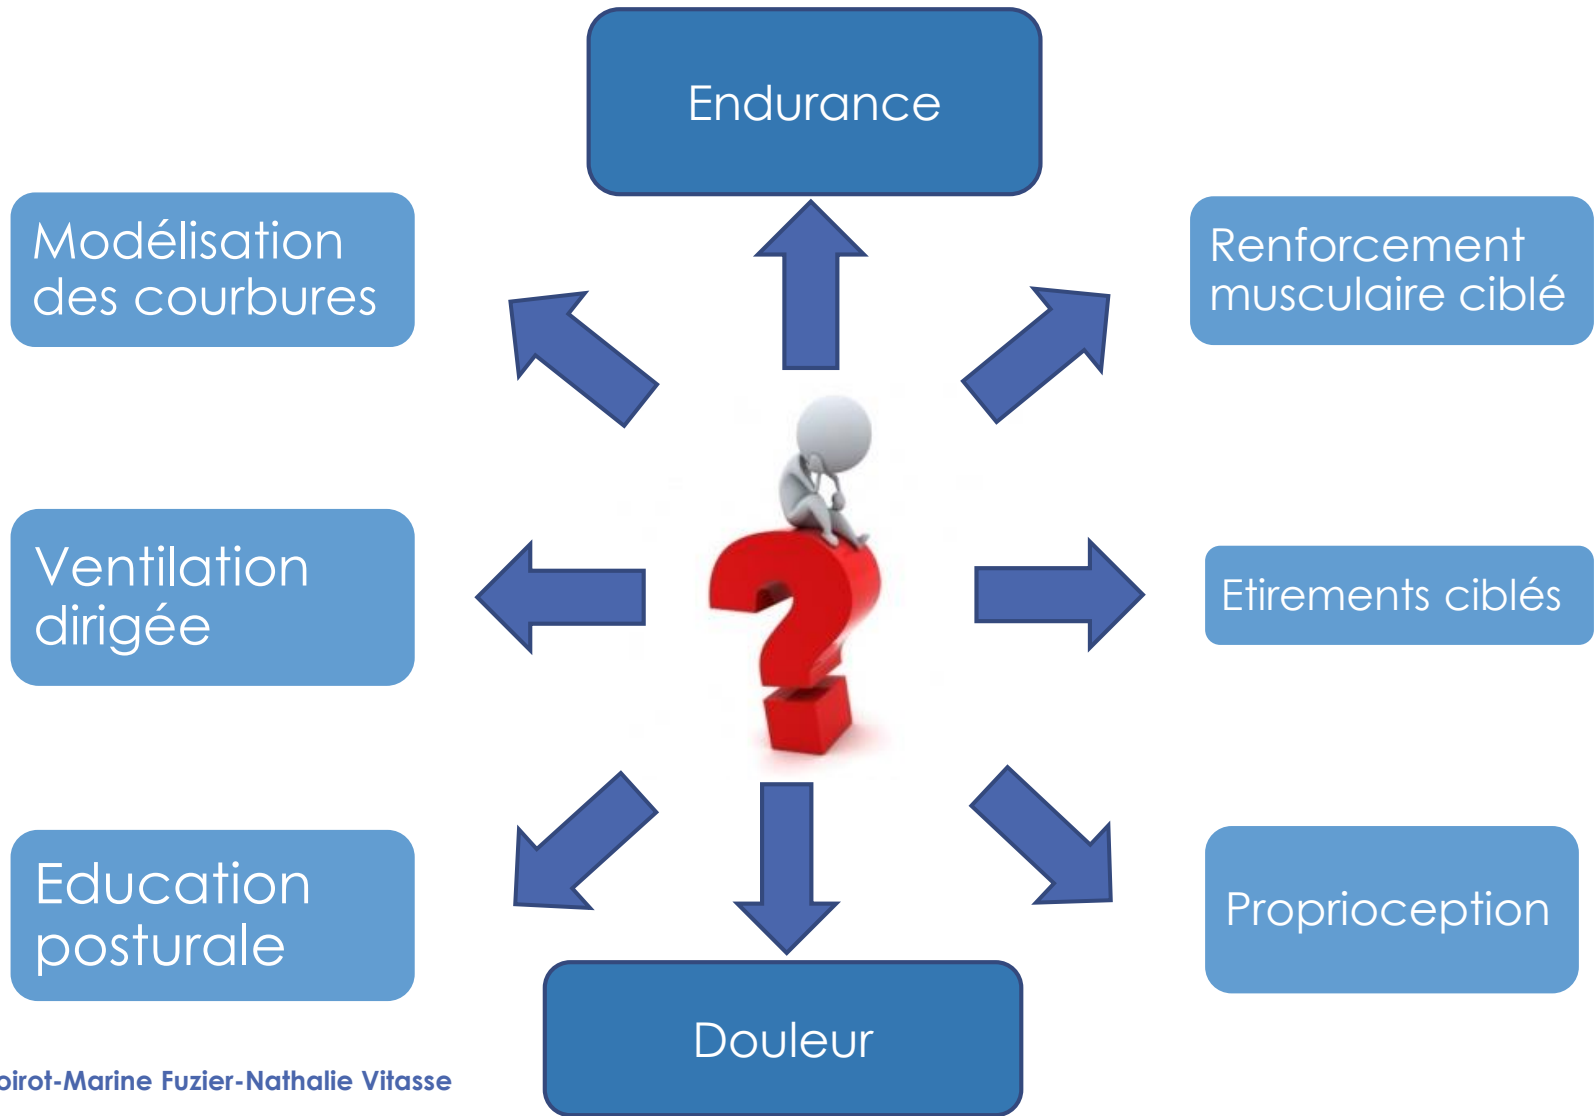 Endurance
Modélisation
des courbures
Renforcement
musculaire ciblé
Ventilation
dirigée
Etirements ciblés
Education
posturale
Proprioception
Douleur
-Marine Fuzier-Nathalie Vitasse